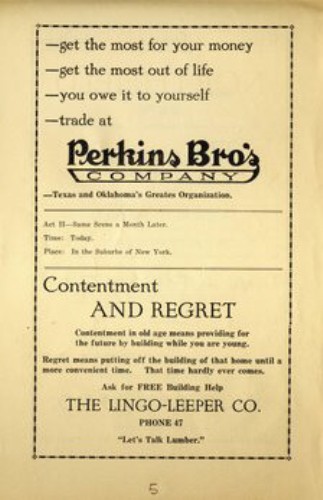 —get the most for your money
—get the most out of life
—you owe it to yourself
—trade at
Perkins Bro's
COMPANY
—Texas and Oklahoma's Greates Organization.
Act II—Same Scene a Month Later.
Time: Today.
Place: In the Suburbs of New York.
Contentment
AND REGRET
Contentment in old age means providing for
the future by building while you are young.
Regret means putting off the building of that home until a
more convenient time. That time hardly ever comes.
Ask for FREE Building Help
THE LINGO-LEEPER CO.
PHONE 47
"Let's Talk Lumber."
5